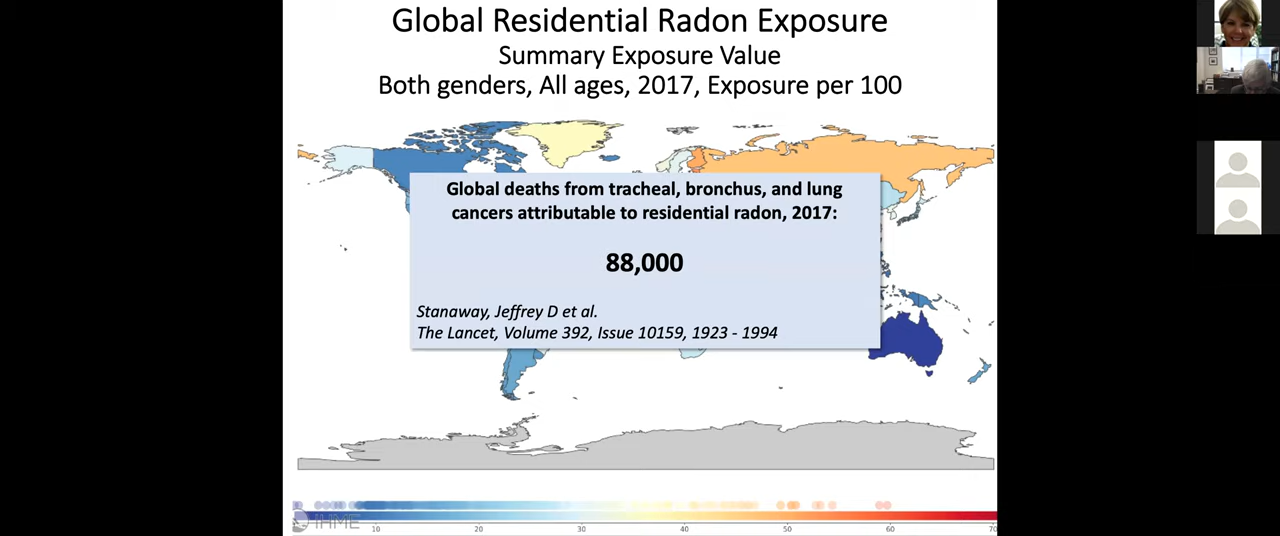 Global Residential Radon Exposure
Summary Exposure Value
Both genders, All ages, 2017, Exposure per 100
Global deaths from tracheal, bronchus, and lung
cancers attributable to residential radon, 2017:
88,000
Stanaway, Jeffrey D et al.
The Lancet, Volume 392, Issue 10159, 1923 - 1994
IHME
10 20 30 40 50 60 70